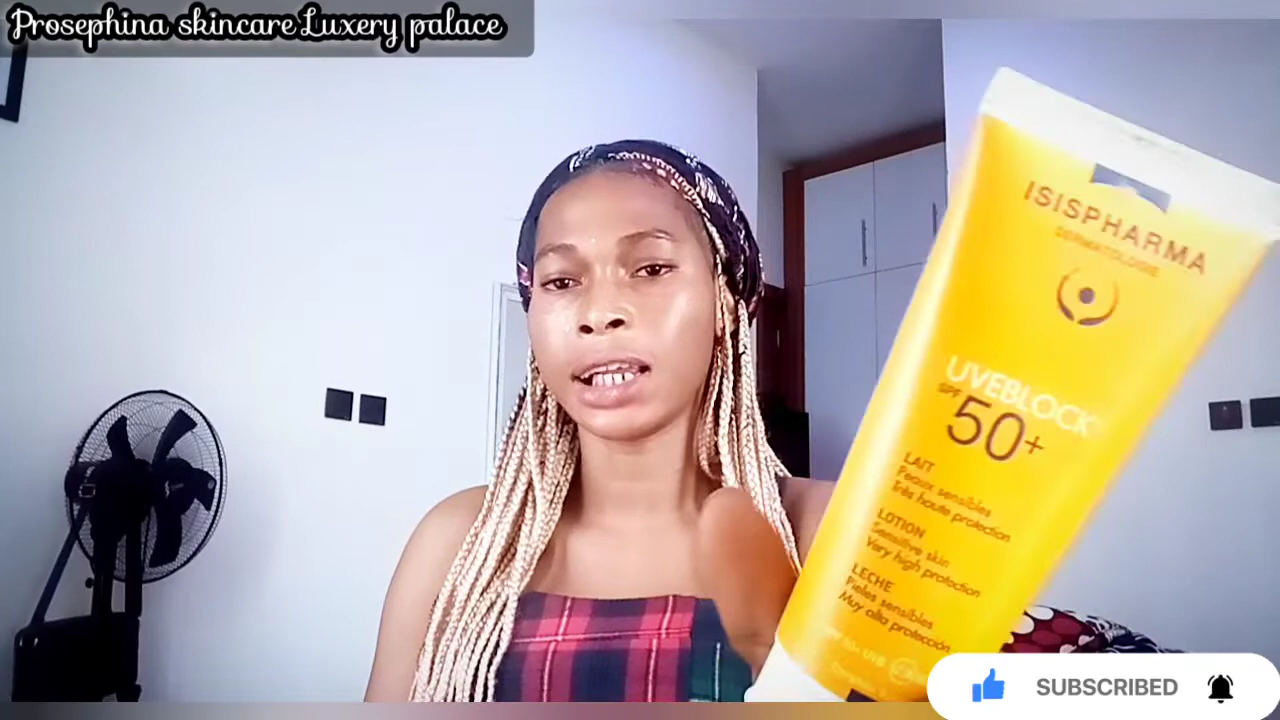 Prosephina skincare Luxery palace
ISISPHARMA
DERMATOLOGIE
UVEBLOCK
SPF 50+
LAIT
Peaux sensibles
Très haute protection
LOTION
Sensitive skin
Very high protection
LECHE
Pieles sensibles
Muy alta protección
SUBSCRIBED